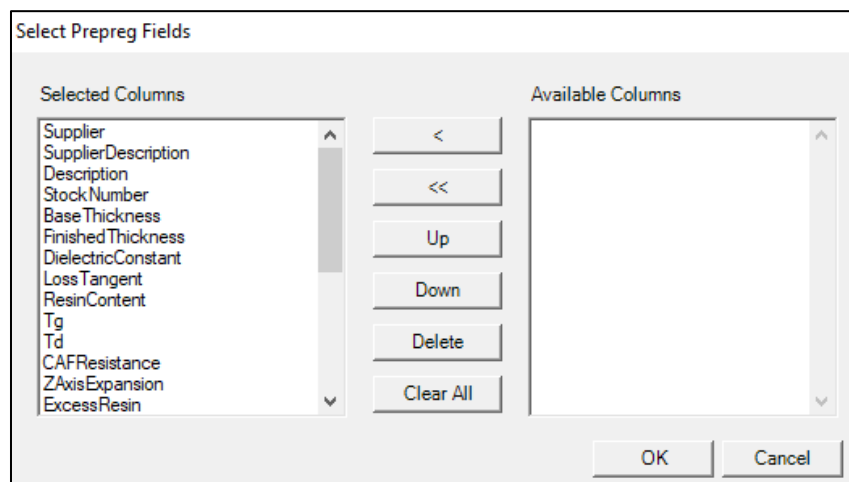 Select Prepreg Fields
Selected Columns
Available Columns
Supplier
SupplierDescription
Description
StockNumber
BaseThickness
FinishedThickness
DielectricConstant
LossTangent
ResinContent
Tg
Td
CAFResistance
ZAxisExpansion
ExcessResin
<
<<
Up
Down
Delete
Clear All
OK
Cancel